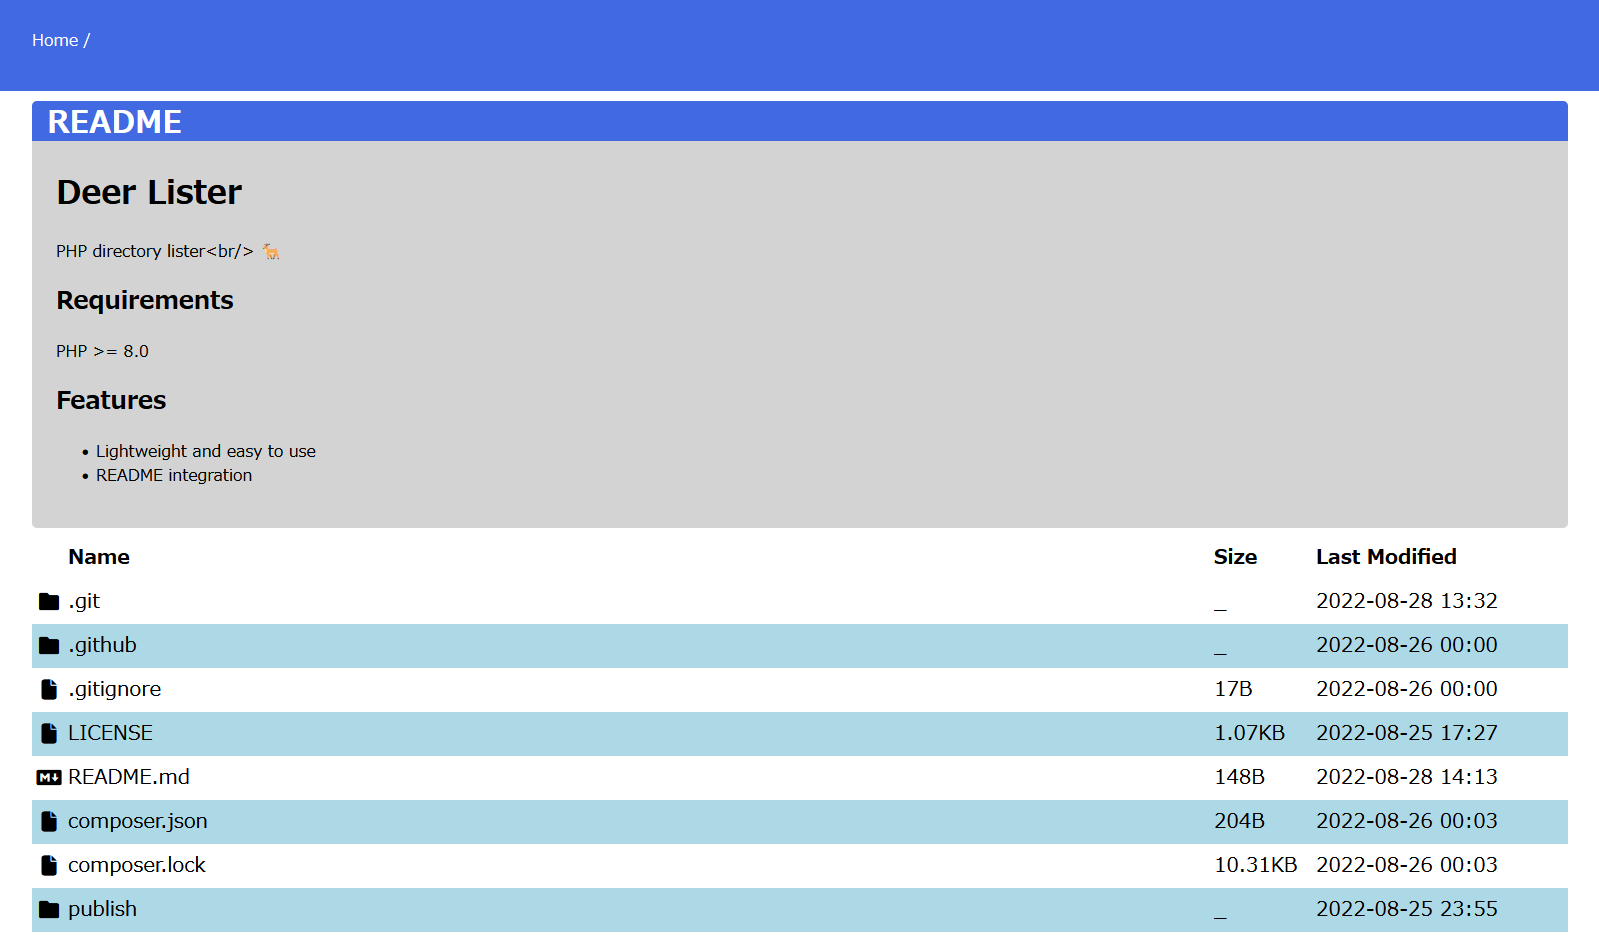 Home /
README
Deer Lister
PHP directory lister<br/> 🦌
Requirements
PHP >= 8.0
Features
• Lightweight and easy to use
• README integration
Name Size Last Modified
.git _ 2022-08-28 13:32
.github _ 2022-08-26 00:00
.gitignore 17B 2022-08-26 00:00
LICENSE 1.07KB 2022-08-25 17:27
M↓ README.md 148B 2022-08-28 14:13
composer.json 204B 2022-08-26 00:03
composer.lock 10.31KB 2022-08-26 00:03
publish _ 2022-08-25 23:55